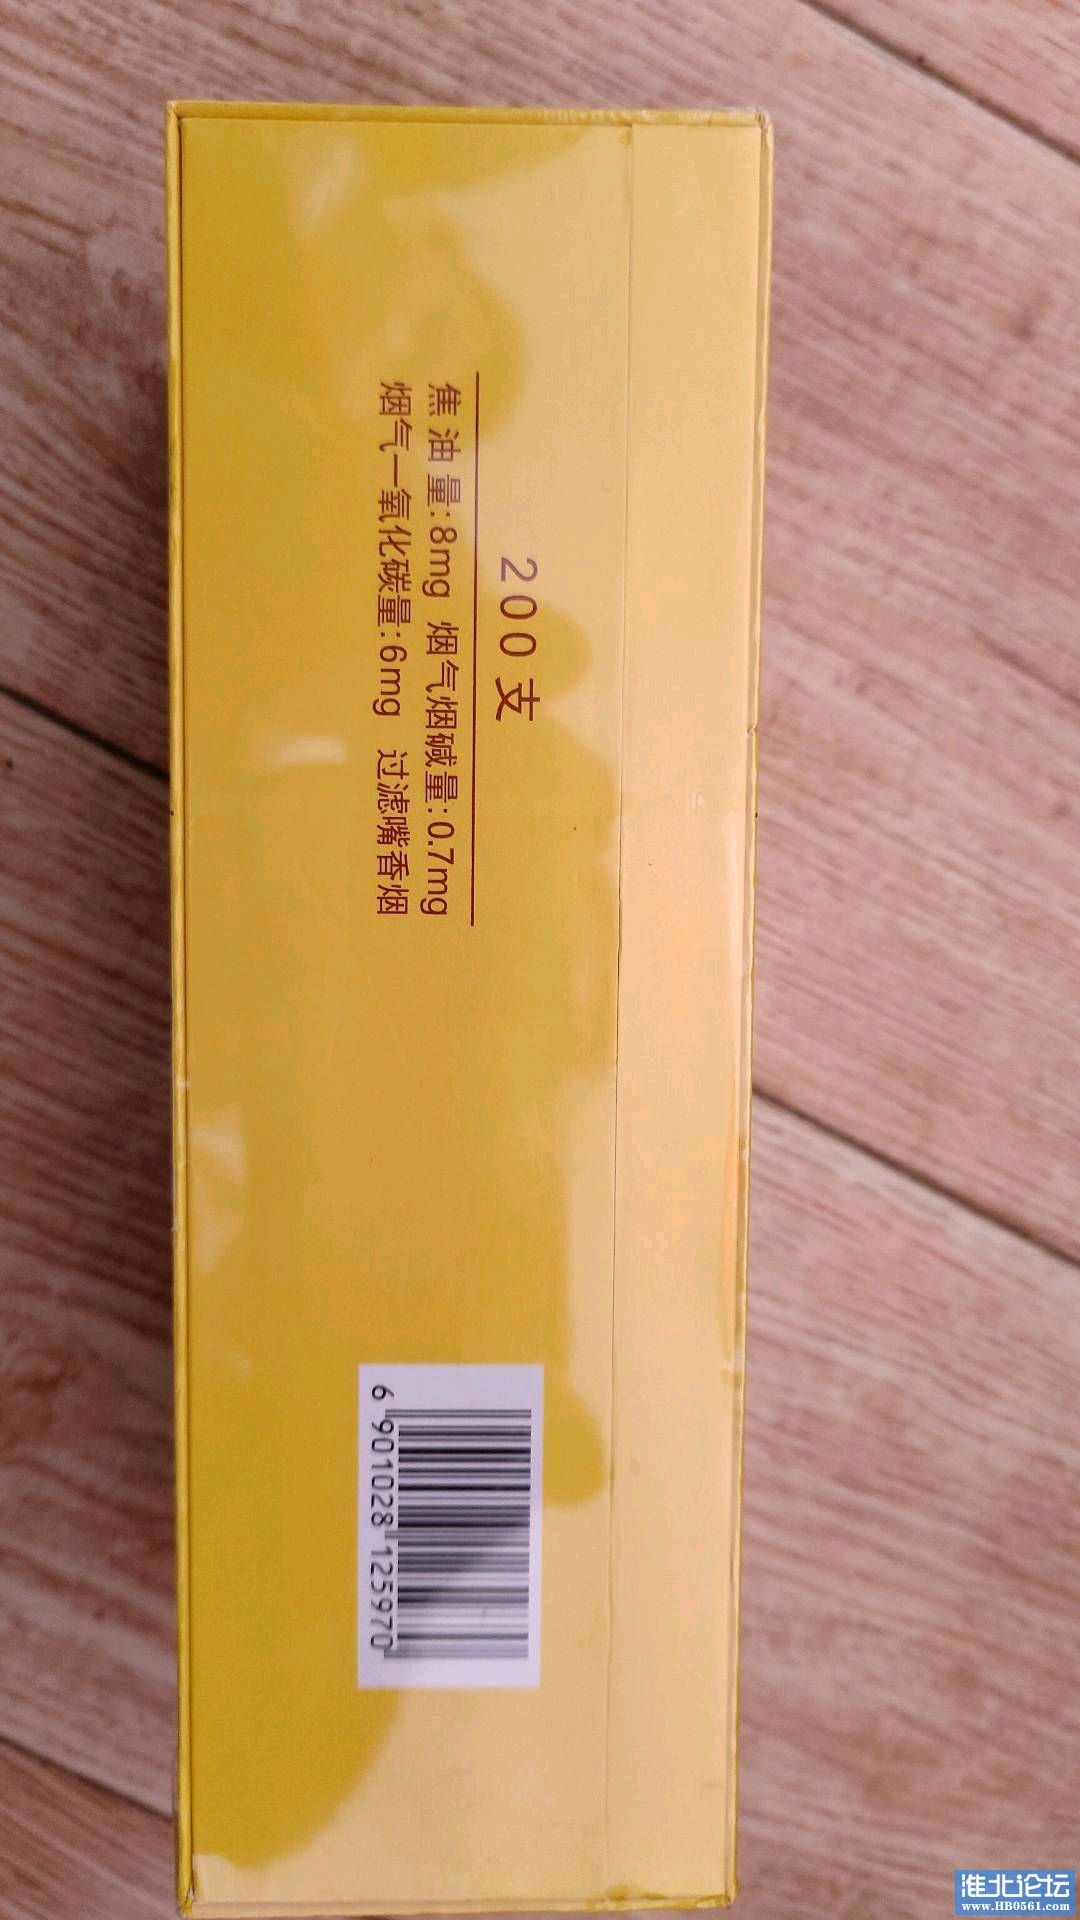 200支
焦油量:8mg 烟气烟碱量:0.7mg
烟气一氧化碳量:6mg 过滤嘴香烟
6 901028 125970
淮北论坛
www.HB0561.com